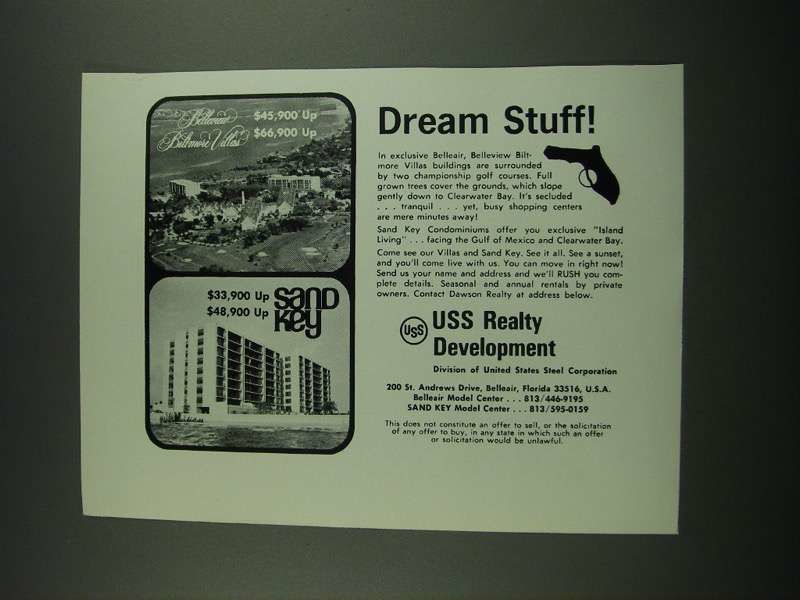 Belleview
Biltmore Villas
$45,900 Up
$66,900 Up
$33,900 Up
$48,900 Up
SaND
Key
Dream Stuff!
In exclusive Belleair, Belleview Bilt-
more Villas buildings are surrounded
by two championship golf courses. Full
grown trees cover the grounds, which slope
gently down to Clearwater Bay. It's secluded
. . . tranquil . . . yet, busy shopping centers
are mere minutes away!
Sand Key Condominiums offer you exclusive "Island
Living" . . . facing the Gulf of Mexico and Clearwater Bay.
Come see our Villas and Sand Key. See it all. See a sunset,
and you'll come live with us. You can move in right now!
Send us your name and address and we'll RUSH you com-
plete details. Seasonal and annual rentals by private
owners. Contact Dawson Realty at address below.
USS
USS Realty
Development
Division of United States Steel Corporation
200 St. Andrews Drive, Belleair, Florida 33516, U.S.A.
Belleair Model Center . . . 813/446-9195
SAND KEY Model Center . . . 813/595-0159
This does not constitute an offer to sell, or the solicitation
of any offer to buy, in any state in which such an offer
or solicitation would be unlawful.